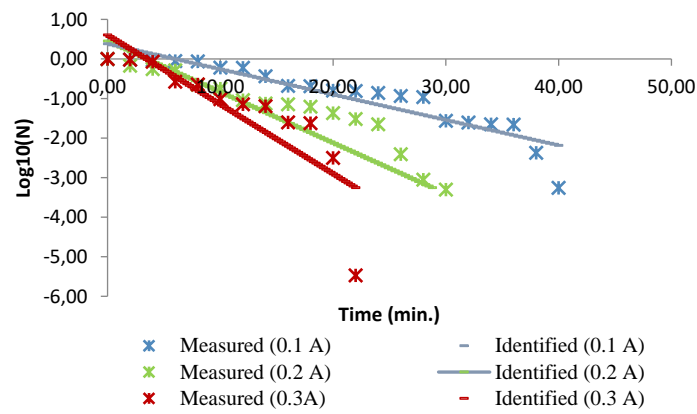 1,00
0,00
0,00 10,00 20,00 30,00 40,00 50,00
-1,00
-2,00
-3,00
-4,00
-5,00
-6,00
Log10(N)
Time (min.)
Measured (0.1 A) Identified (0.1 A)
Measured (0.2 A) Identified (0.2 A)
Measured (0.3A) Identified (0.3 A)